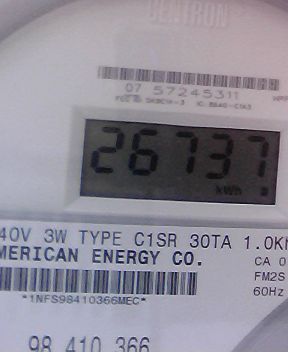 CENTRON
07 57245311
26737
kWh
40V 3W TYPE C1SR 30TA 1.0K
MERICAN ENERGY CO.
CA 0
FM2S
60Hz
*1NFS98410366MEC*
98 410 366